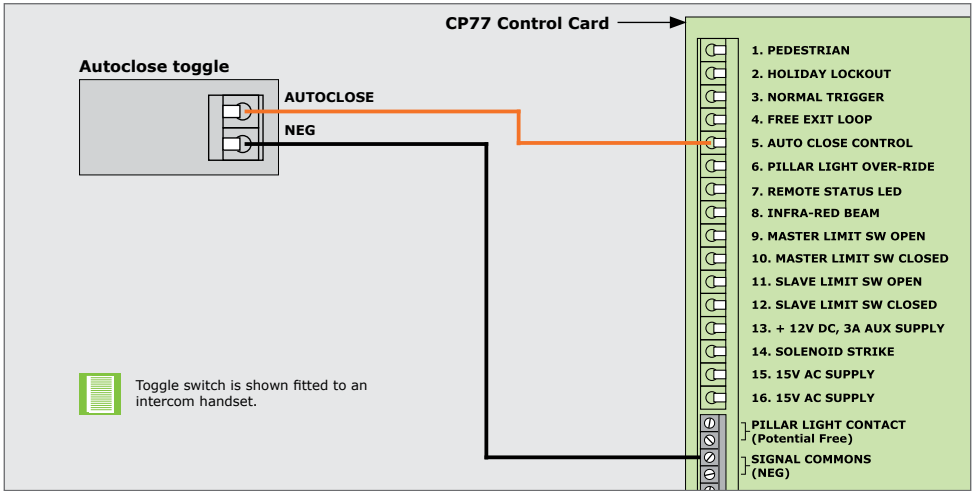 CP77 Control Card
Autoclose toggle
AUTOCLOSE
NEG
1. PEDESTRIAN
2. HOLIDAY LOCKOUT
3. NORMAL TRIGGER
4. FREE EXIT LOOP
5. AUTO CLOSE CONTROL
6. PILLAR LIGHT OVER-RIDE
7. REMOTE STATUS LED
8. INFRA-RED BEAM
9. MASTER LIMIT SW OPEN
10. MASTER LIMIT SW CLOSED
11. SLAVE LIMIT SW OPEN
12. SLAVE LIMIT SW CLOSED
13. + 12V DC, 3A AUX SUPPLY
14. SOLENOID STRIKE
15. 15V AC SUPPLY
16. 15V AC SUPPLY
PILLAR LIGHT CONTACT
(Potential Free)
SIGNAL COMMONS
(NEG)
Toggle switch is shown fitted to an
intercom handset.